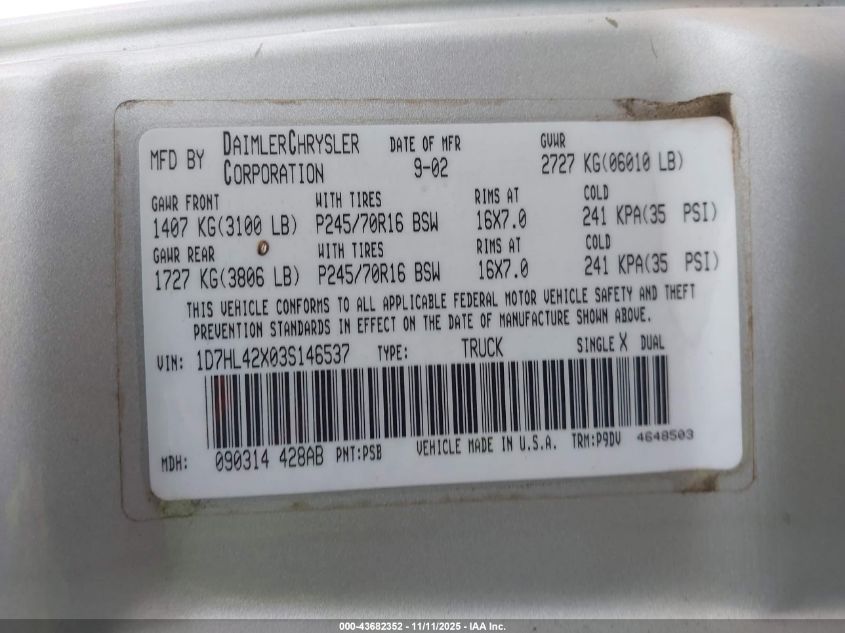 MFD BY DAIMLERCHRYSLER CORPORATION DATE OF MFR 9-02 GVWR 2727 KG(06010 LB)
GAWR FRONT WITH TIRES RIMS AT COLD
1407 KG(3100 LB) P245/70R16 BSW 16X7.0 241 KPA(35 PSI)
GAWR REAR WITH TIRES RIMS AT COLD
1727 KG(3806 LB) P245/70R16 BSW 16X7.0 241 KPA(35 PSI)
THIS VEHICLE CONFORMS TO ALL APPLICABLE FEDERAL MOTOR VEHICLE SAFETY AND THEFT
PREVENTION STANDARDS IN EFFECT ON THE DATE OF MANUFACTURE SHOWN ABOVE.
VIN: 1D7HL42X03S146537 TYPE: TRUCK SINGLE X DUAL
MDH: 090314 428AB PNT:PSB VEHICLE MADE IN U.S.A. TRM:P9DV 4648503
000-43682352 - 11/11/2025 - IAA Inc.